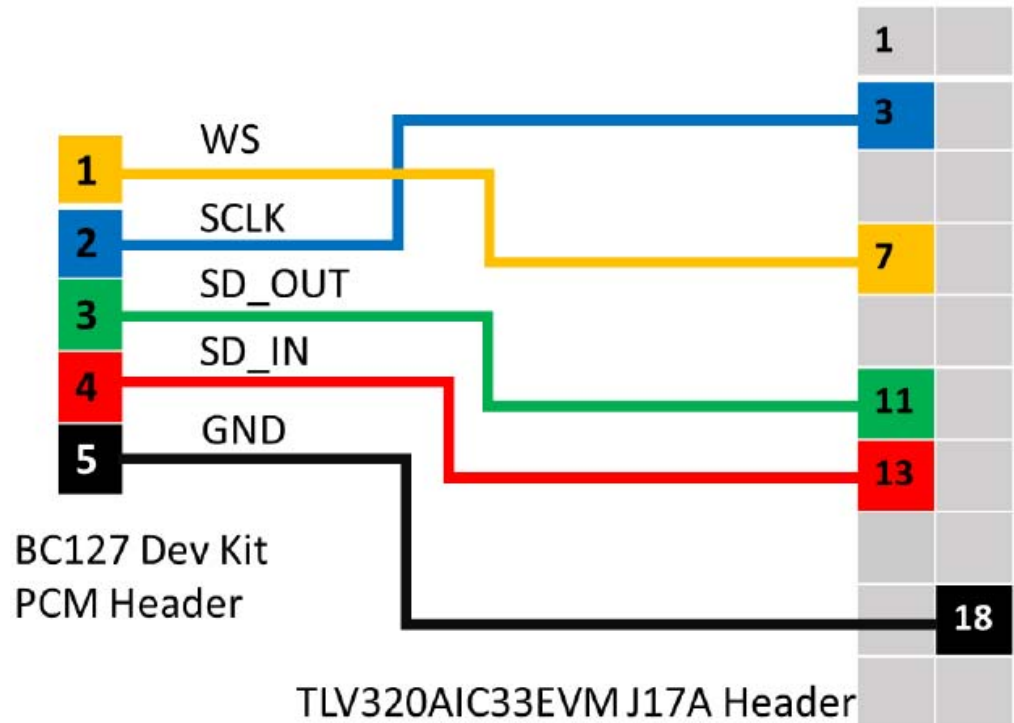 1
3
WS
1
SCLK
2
7
SD_OUT
3
SD_IN
4
11
GND
5
13
BC127 Dev Kit
PCM Header
18
TLV320AIC33EVM J17A Header